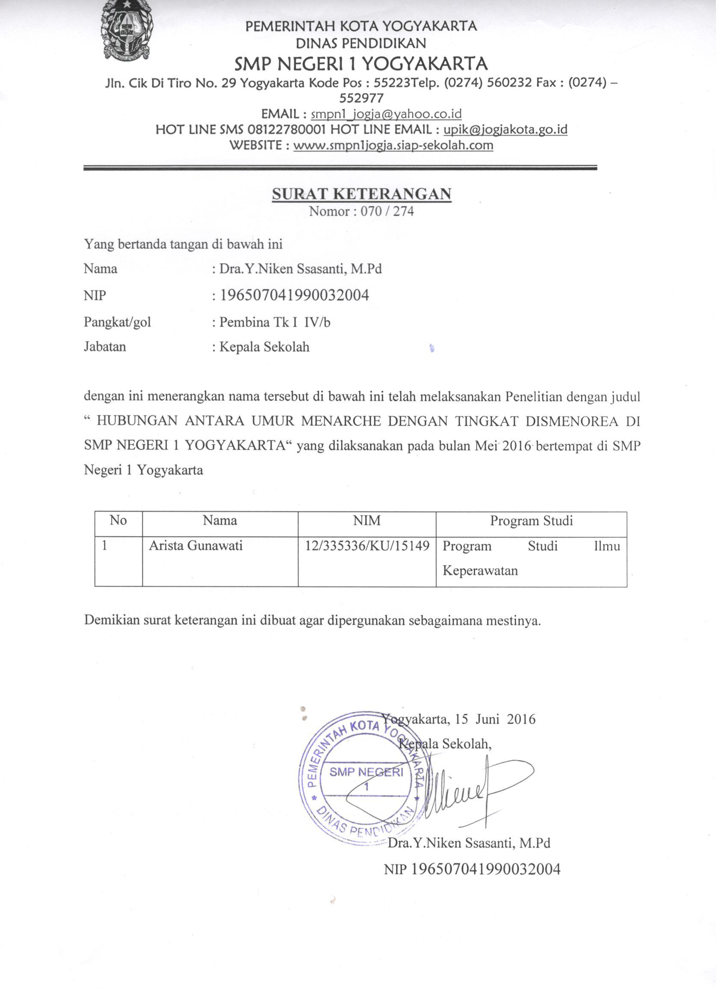 PEMERINTAH KOTA YOGYAKARTA
DINAS PENDIDIKAN
SMP NEGERI 1 YOGYAKARTA
Jln. Cik Di Tiro No. 29 Yogyakarta Kode Pos : 55223Telp. (0274) 560232 Fax : (0274) –
552977
EMAIL : smpn1_jogja@yahoo.co.id
HOT LINE SMS 08122780001 HOT LINE EMAIL : upik@jogjakota.go.id
WEBSITE : www.smpn1jogja.siap-sekolah.com
SURAT KETERANGAN
Nomor : 070 / 274
Yang bertanda tangan di bawah ini
Nama : Dra.Y.Niken Ssasanti, M.Pd
NIP : 196507041990032004
Pangkat/gol : Pembina Tk I IV/b
Jabatan : Kepala Sekolah
dengan ini menerangkan nama tersebut di bawah ini telah melaksanakan Penelitian dengan judul
“ HUBUNGAN ANTARA UMUR MENARCHE DENGAN TINGKAT DISMENOREA DI
SMP NEGERI 1 YOGYAKARTA“ yang dilaksanakan pada bulan Mei 2016 bertempat di SMP
Negeri 1 Yogyakarta
No Nama NIM Program Studi
1 Arista Gunawati 12/335336/KU/15149 Program Studi Ilmu
Keperawatan
Demikian surat keterangan ini dibuat agar dipergunakan sebagaimana mestinya.
Yogyakarta, 15 Juni 2016
Kepala Sekolah,
PEMERINTAH KOTA YOGYAKARTA
SMP NEGERI
1
DINAS PENDIDIKAN
Dra.Y.Niken Ssasanti, M.Pd
NIP 196507041990032004